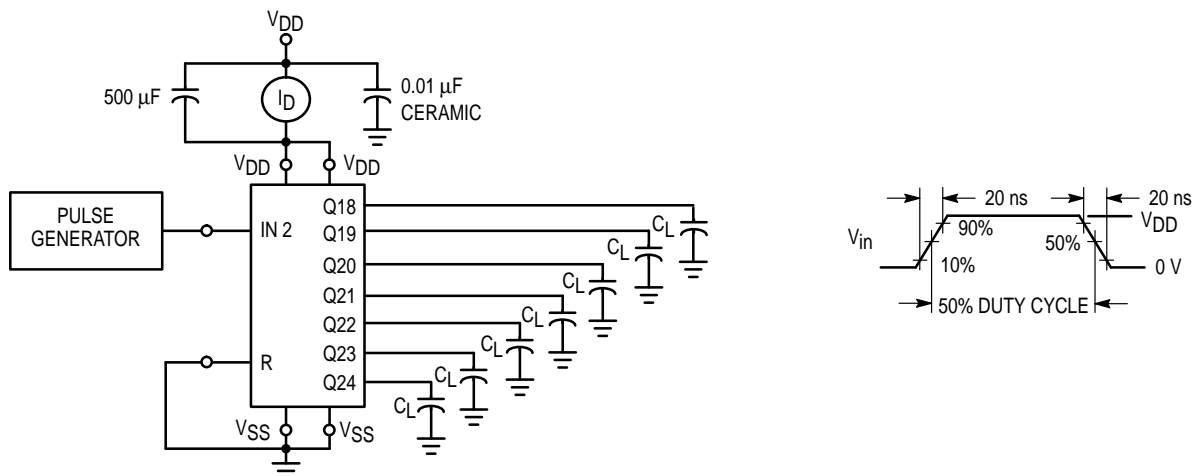 VDD
500 μF
ID
0.01 μF
CERAMIC
VDD
VDD
PULSE
GENERATOR
IN 2
R
Q18
Q19
Q20
Q21
Q22
Q23
Q24
CL
CL
CL
CL
CL
CL
CL
VSS
VSS
20 ns
20 ns
Vin
90%
10%
50%
VDD
0 V
50% DUTY CYCLE